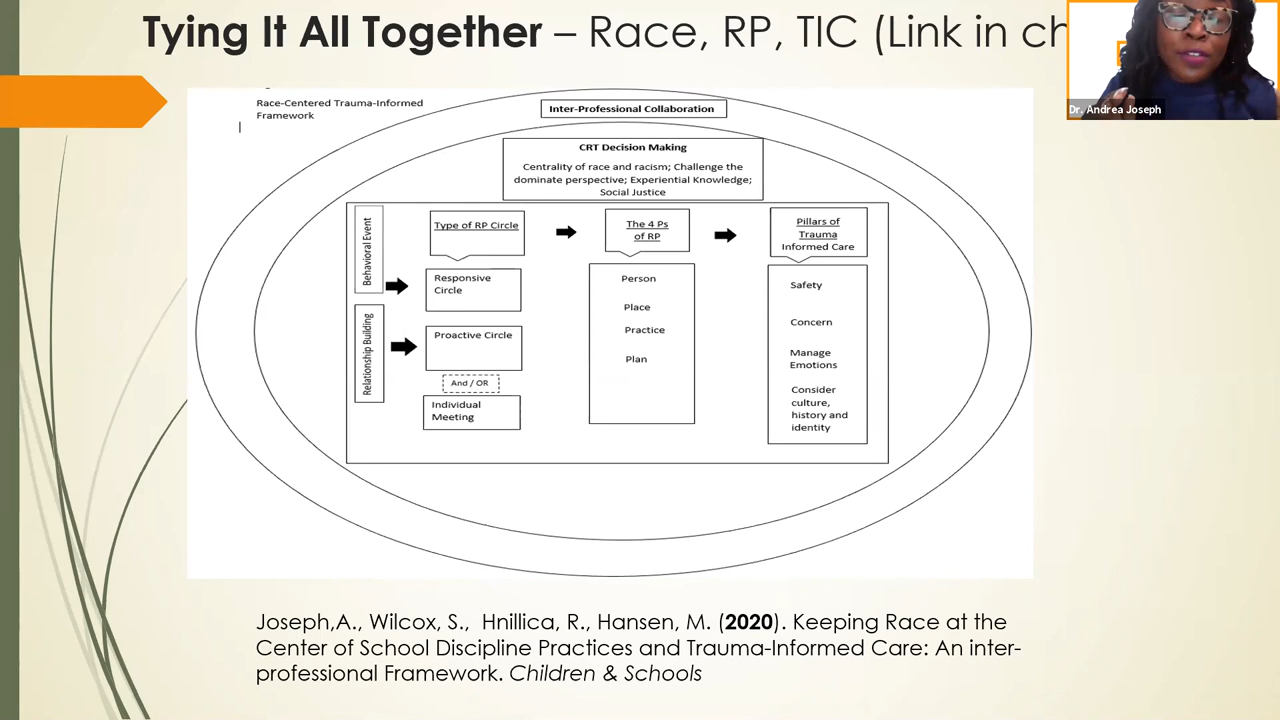 Tying It All Together – Race, RP, TIC (Link in ch
Dr. Andrea Joseph
Race-Centered Trauma-Informed
Framework
Inter-Professional Collaboration
CRT Decision Making
Centrality of race and racism; Challenge the
dominate perspective; Experiential Knowledge;
Social Justice
Behavioral Event
Relationship Building
Type of RP Circle
Responsive
Circle
Proactive Circle
And / OR
Individual
Meeting
The 4 Ps
of RP
Person
Place
Practice
Plan
Pillars of
Trauma
Informed Care
Safety
Concern
Manage
Emotions
Consider
culture,
history and
identity
Joseph,A., Wilcox, S., Hnillica, R., Hansen, M. (2020). Keeping Race at the
Center of School Discipline Practices and Trauma-Informed Care: An inter-
professional Framework. Children & Schools